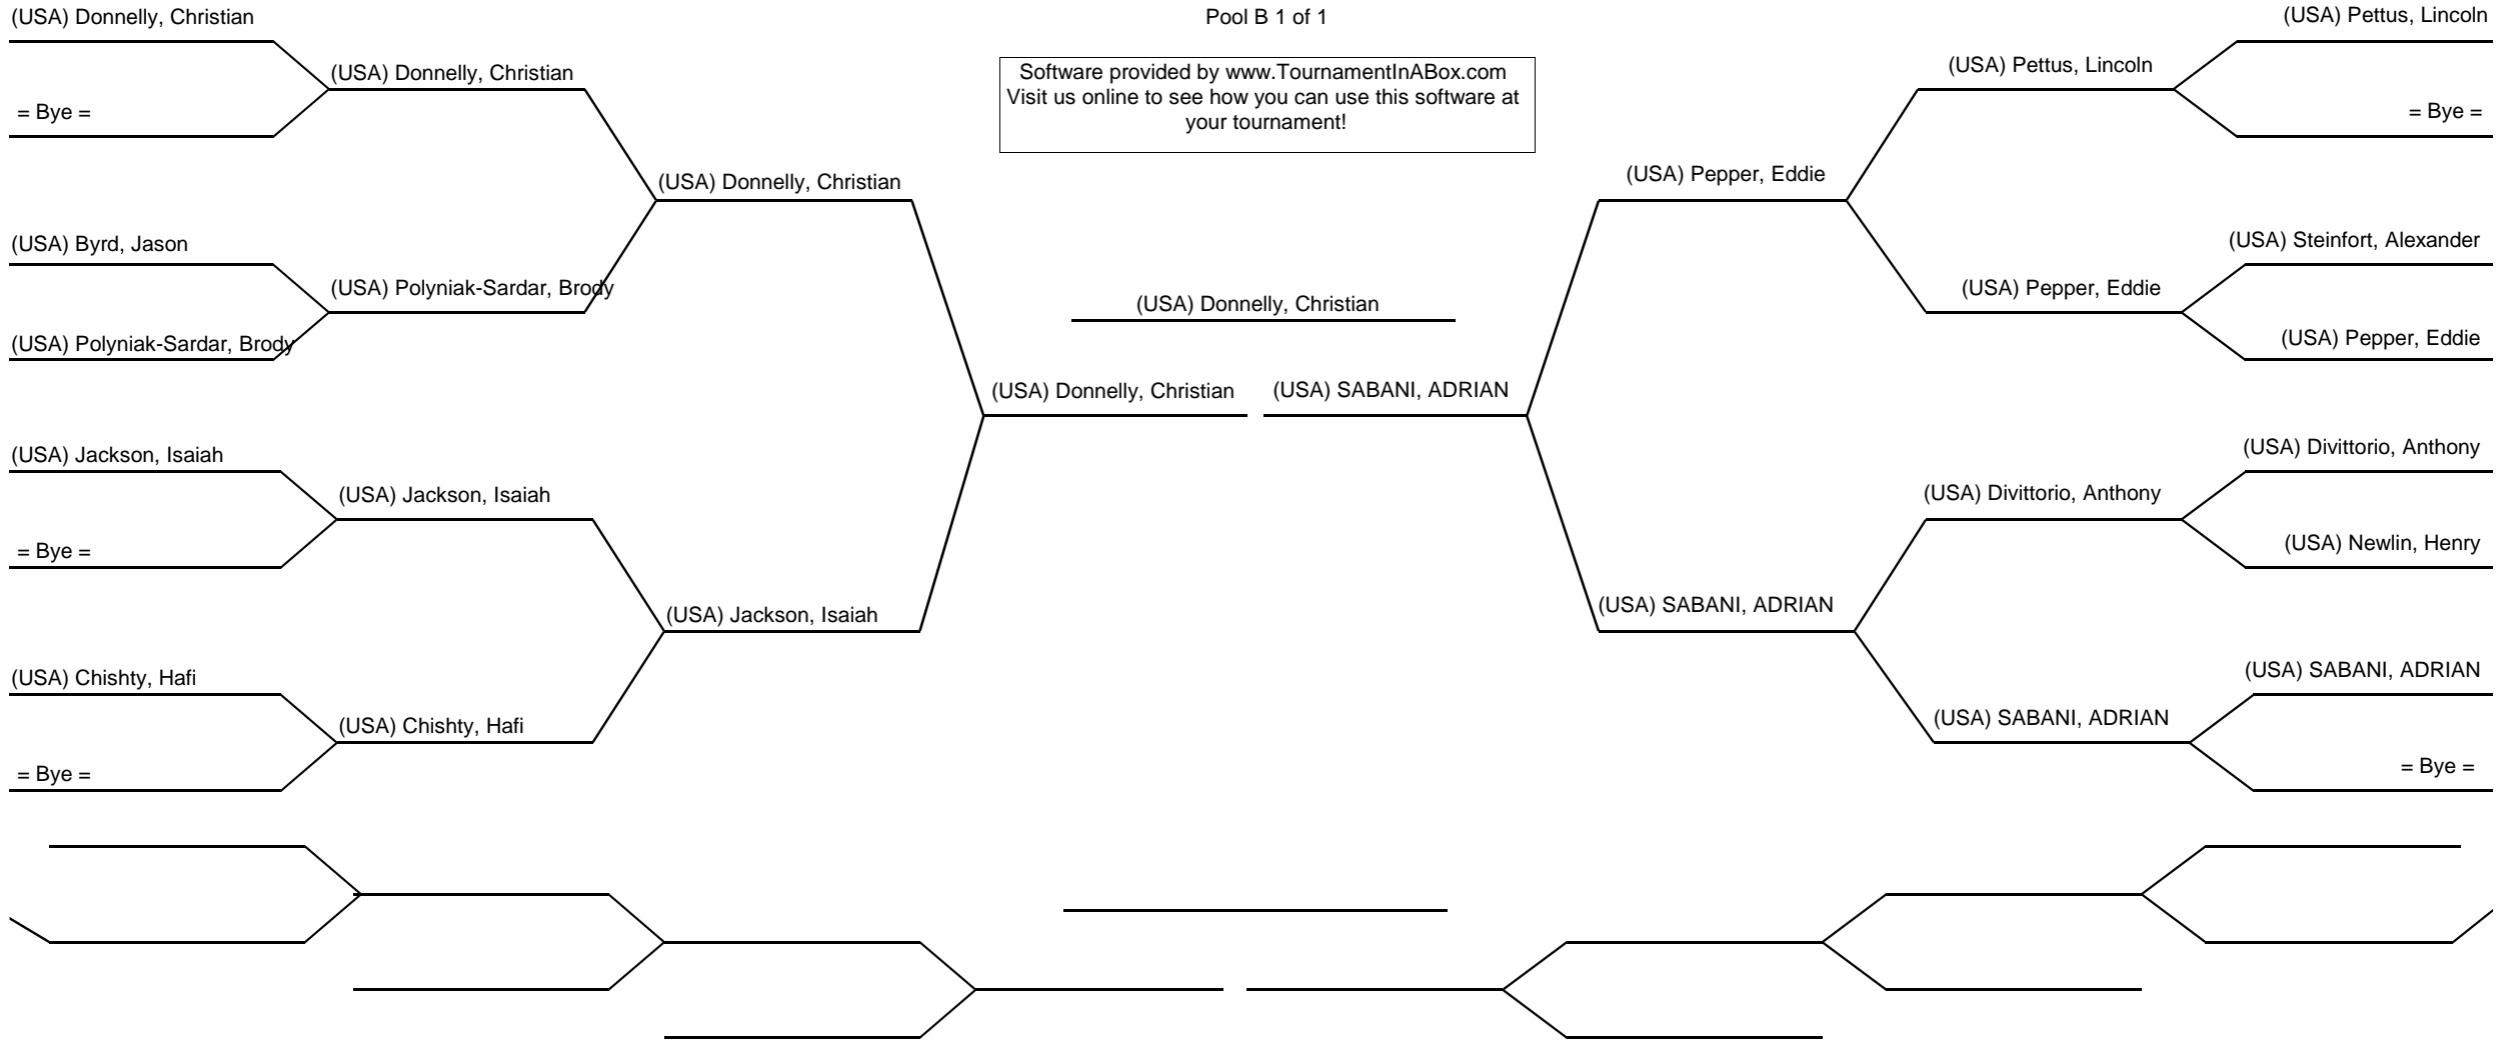 (USA) Donnelly, Christian
= Bye =
(USA) Byrd, Jason
(USA) Polyniak-Sardar, Brody
(USA) Jackson, Isaiah
= Bye =
(USA) Chishty, Hafi
= Bye =
(USA) Donnelly, Christian
(USA) Polyniak-Sardar, Brody
(USA) Jackson, Isaiah
(USA) Chishty, Hafi
(USA) Donnelly, Christian
(USA) Jackson, Isaiah
Pool B 1 of 1
Software provided by www.TournamentInABox.com
Visit us online to see how you can use this software at
your tournament!
(USA) Donnelly, Christian
(USA) Donnelly, Christian
(USA) SABANI, ADRIAN
(USA) Pepper, Eddie
(USA) SABANI, ADRIAN
(USA) Pettus, Lincoln
(USA) Pepper, Eddie
(USA) Divittorio, Anthony
(USA) SABANI, ADRIAN
(USA) Pettus, Lincoln
= Bye =
(USA) Steinfort, Alexander
(USA) Pepper, Eddie
(USA) Divittorio, Anthony
(USA) Newlin, Henry
(USA) SABANI, ADRIAN
= Bye =